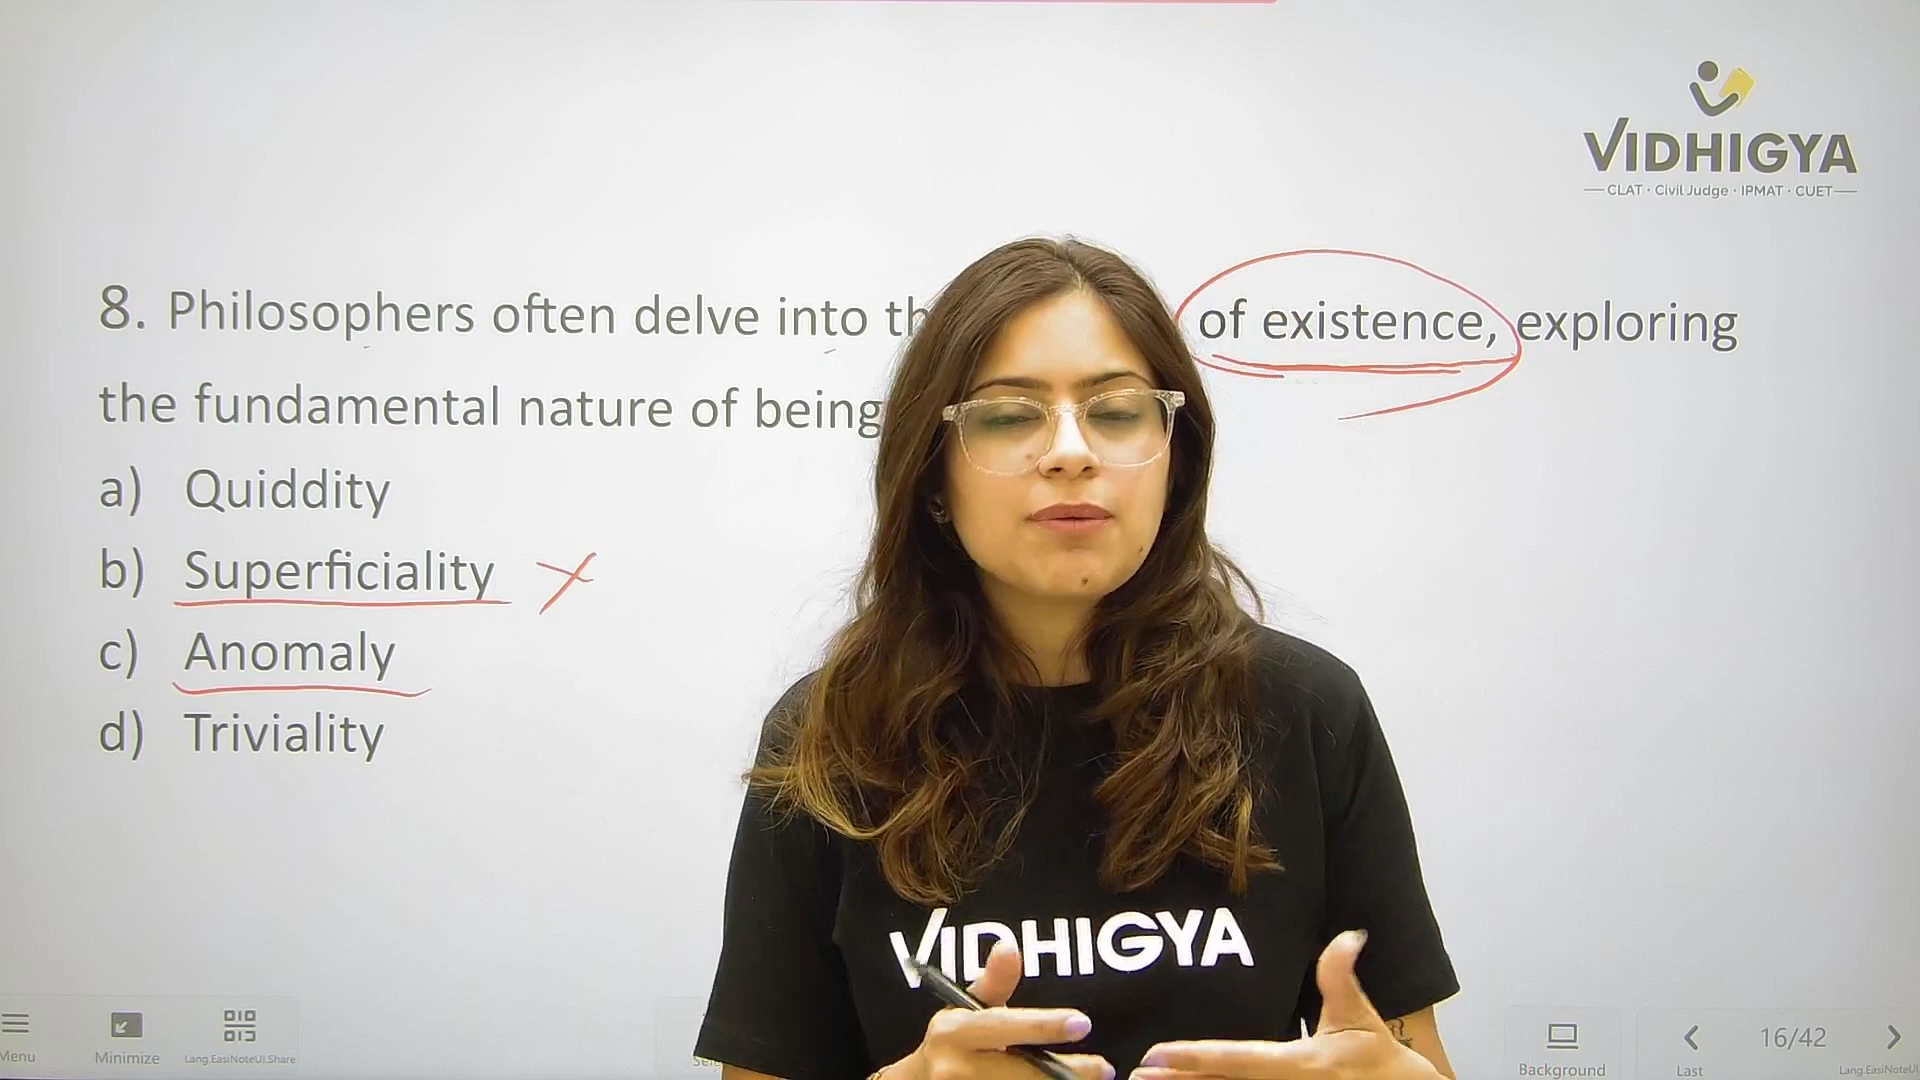 VIDHIGYA
CLAT · Civil Judge · IPMAT · CUET
8. Philosophers often delve into of existence, exploring
the fundamental nature of being
a) Quiddity
b) Superficiality
c) Anomaly
d) Triviality
VIDHIGYA
Menu Minimize Lang.EasiNoteUI.Share Background Last 16/42